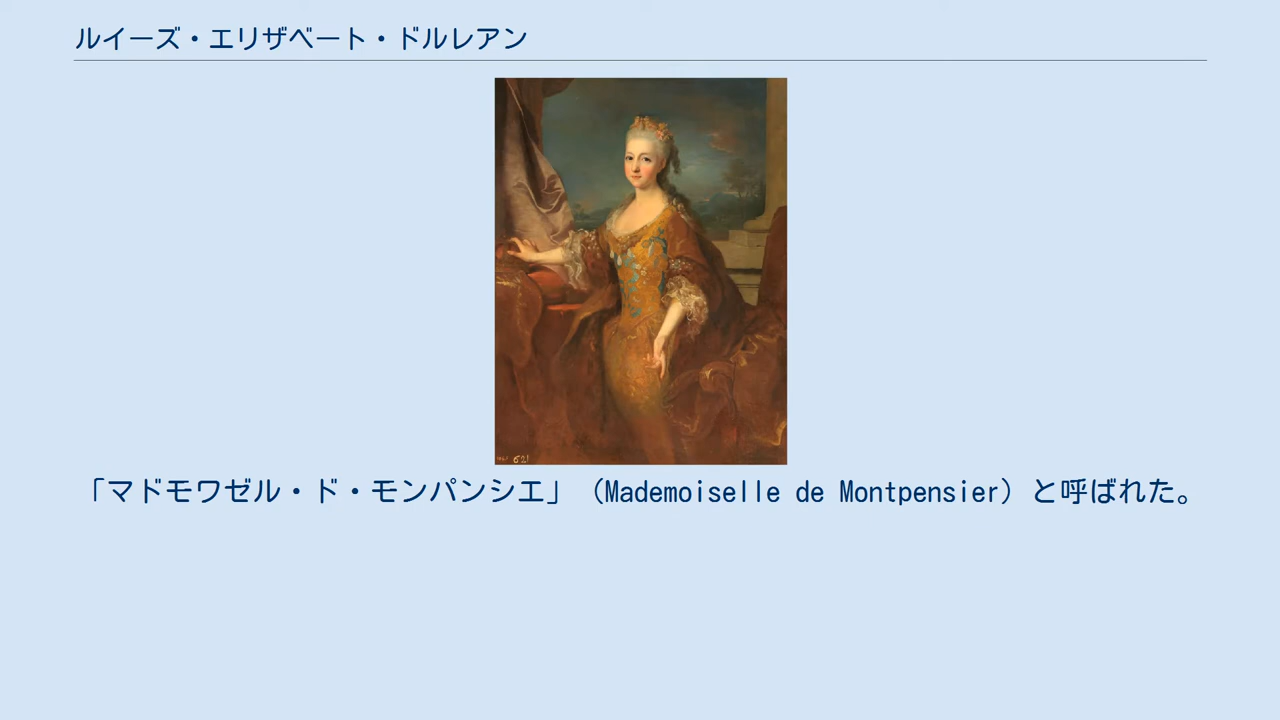 ルイーズ・エリザベート・ドルレアン
621
「マドモワゼル・ド・モンパンシエ」（Mademoiselle de Montpensier）と呼ばれた。